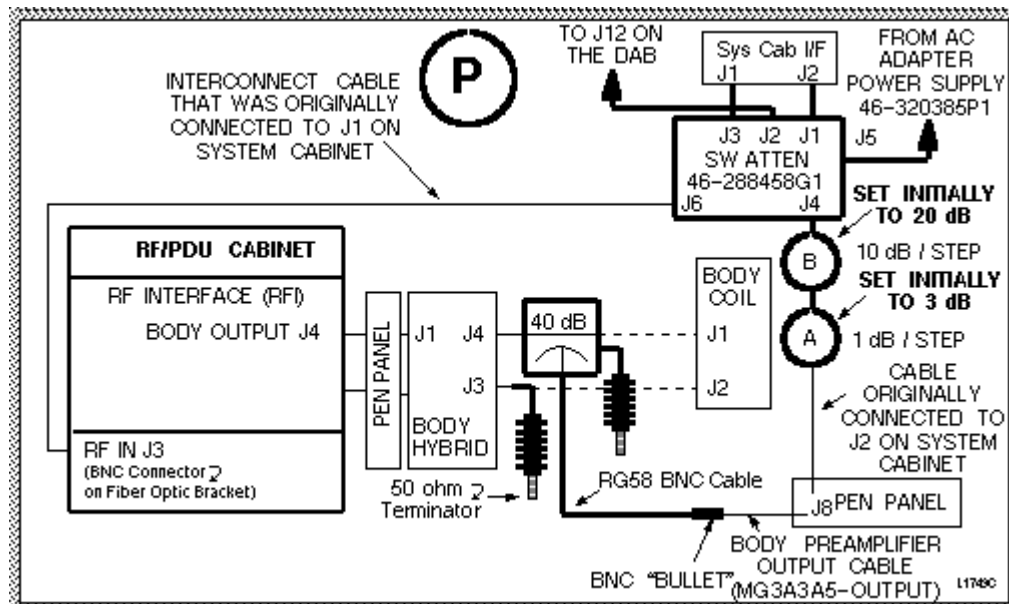 TO J12 ON
THE DAB
Sys Cab I/F
J1 J2
FROM AC
ADAPTER
POWER SUPPLY
46-320385P1
P
INTERCONNECT CABLE
THAT WAS ORIGINALLY
CONNECTED TO J1 ON
SYSTEM CABINET
J3 J2 J1
J5
SW ATTEN
46-288458G1
J6 J4
SET INITIALLY
TO 20 dB
B
10 dB / STEP
SET INITIALLY
TO 3 dB
A
1 dB / STEP
RF/PDU CABINET
RF INTERFACE (RFI)
BODY OUTPUT J4
RF IN J3
(BNC Connector
on Fiber Optic Bracket)
PEN PANEL
J1 J4
J3
BODY
HYBRID
40 dB
BODY
COIL
J1
J2
CABLE
ORIGINALLY
CONNECTED TO
J2 ON SYSTEM
CABINET
50 ohm
Terminator
RG58 BNC Cable
J8 PEN PANEL
BNC "BULLET"
BODY PREAMPLIFIER
OUTPUT CABLE
(MG3A3A5-OUTPUT)
L1749C